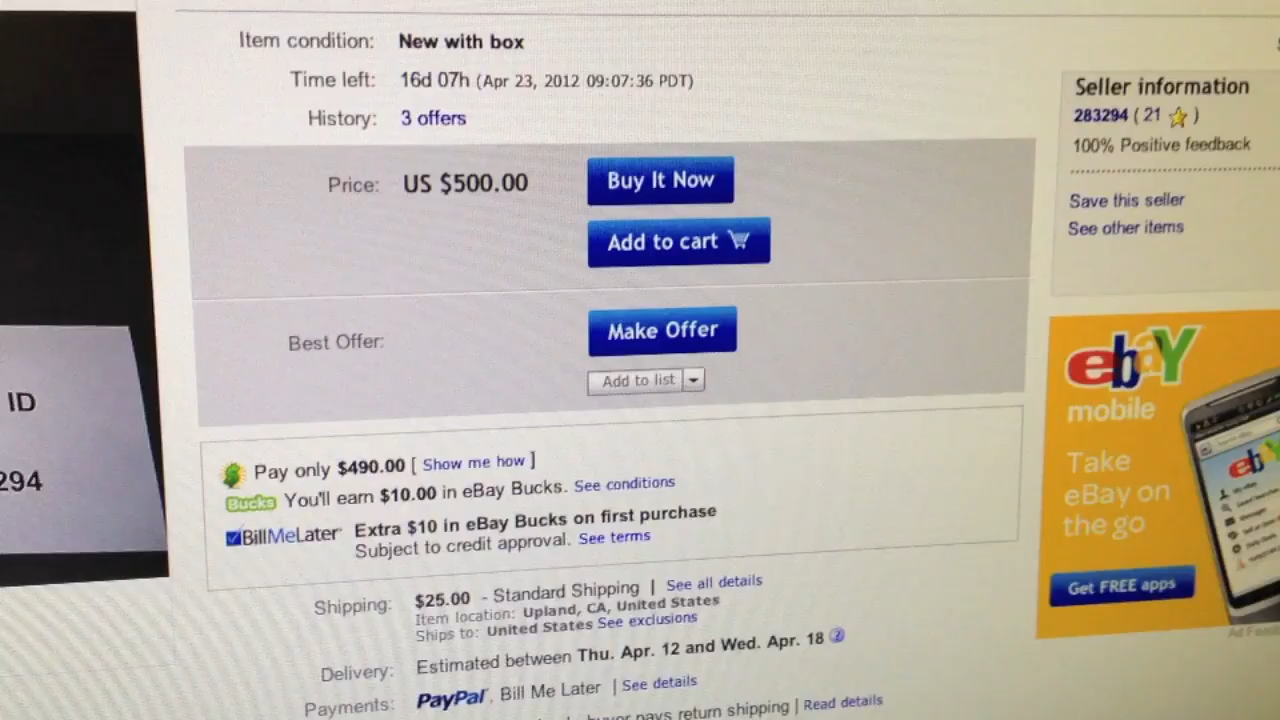 Item condition: New with box
Time left: 16d 07h (Apr 23, 2012 09:07:36 PDT)
History: 3 offers
Price: US $500.00
Buy It Now
Add to cart
Best Offer:
Make Offer
Add to list
Pay only $490.00 [ Show me how ]
Bucks You'll earn $10.00 in eBay Bucks. See conditions
BillMeLater Extra $10 in eBay Bucks on first purchase
Subject to credit approval. See terms
Shipping: $25.00 - Standard Shipping | See all details
Item location: Upland, CA, United States
Ships to: United States See exclusions
Delivery: Estimated between Thu. Apr. 12 and Wed. Apr. 18 ?
Payments: PayPal, Bill Me Later | See details
buyer pays return shipping | Read details
Seller information
283294 ( 21 )
100% Positive feedback
Save this seller
See other items
ebaY
mobile
Take
eBay on
the go
Get FREE apps
ID
294